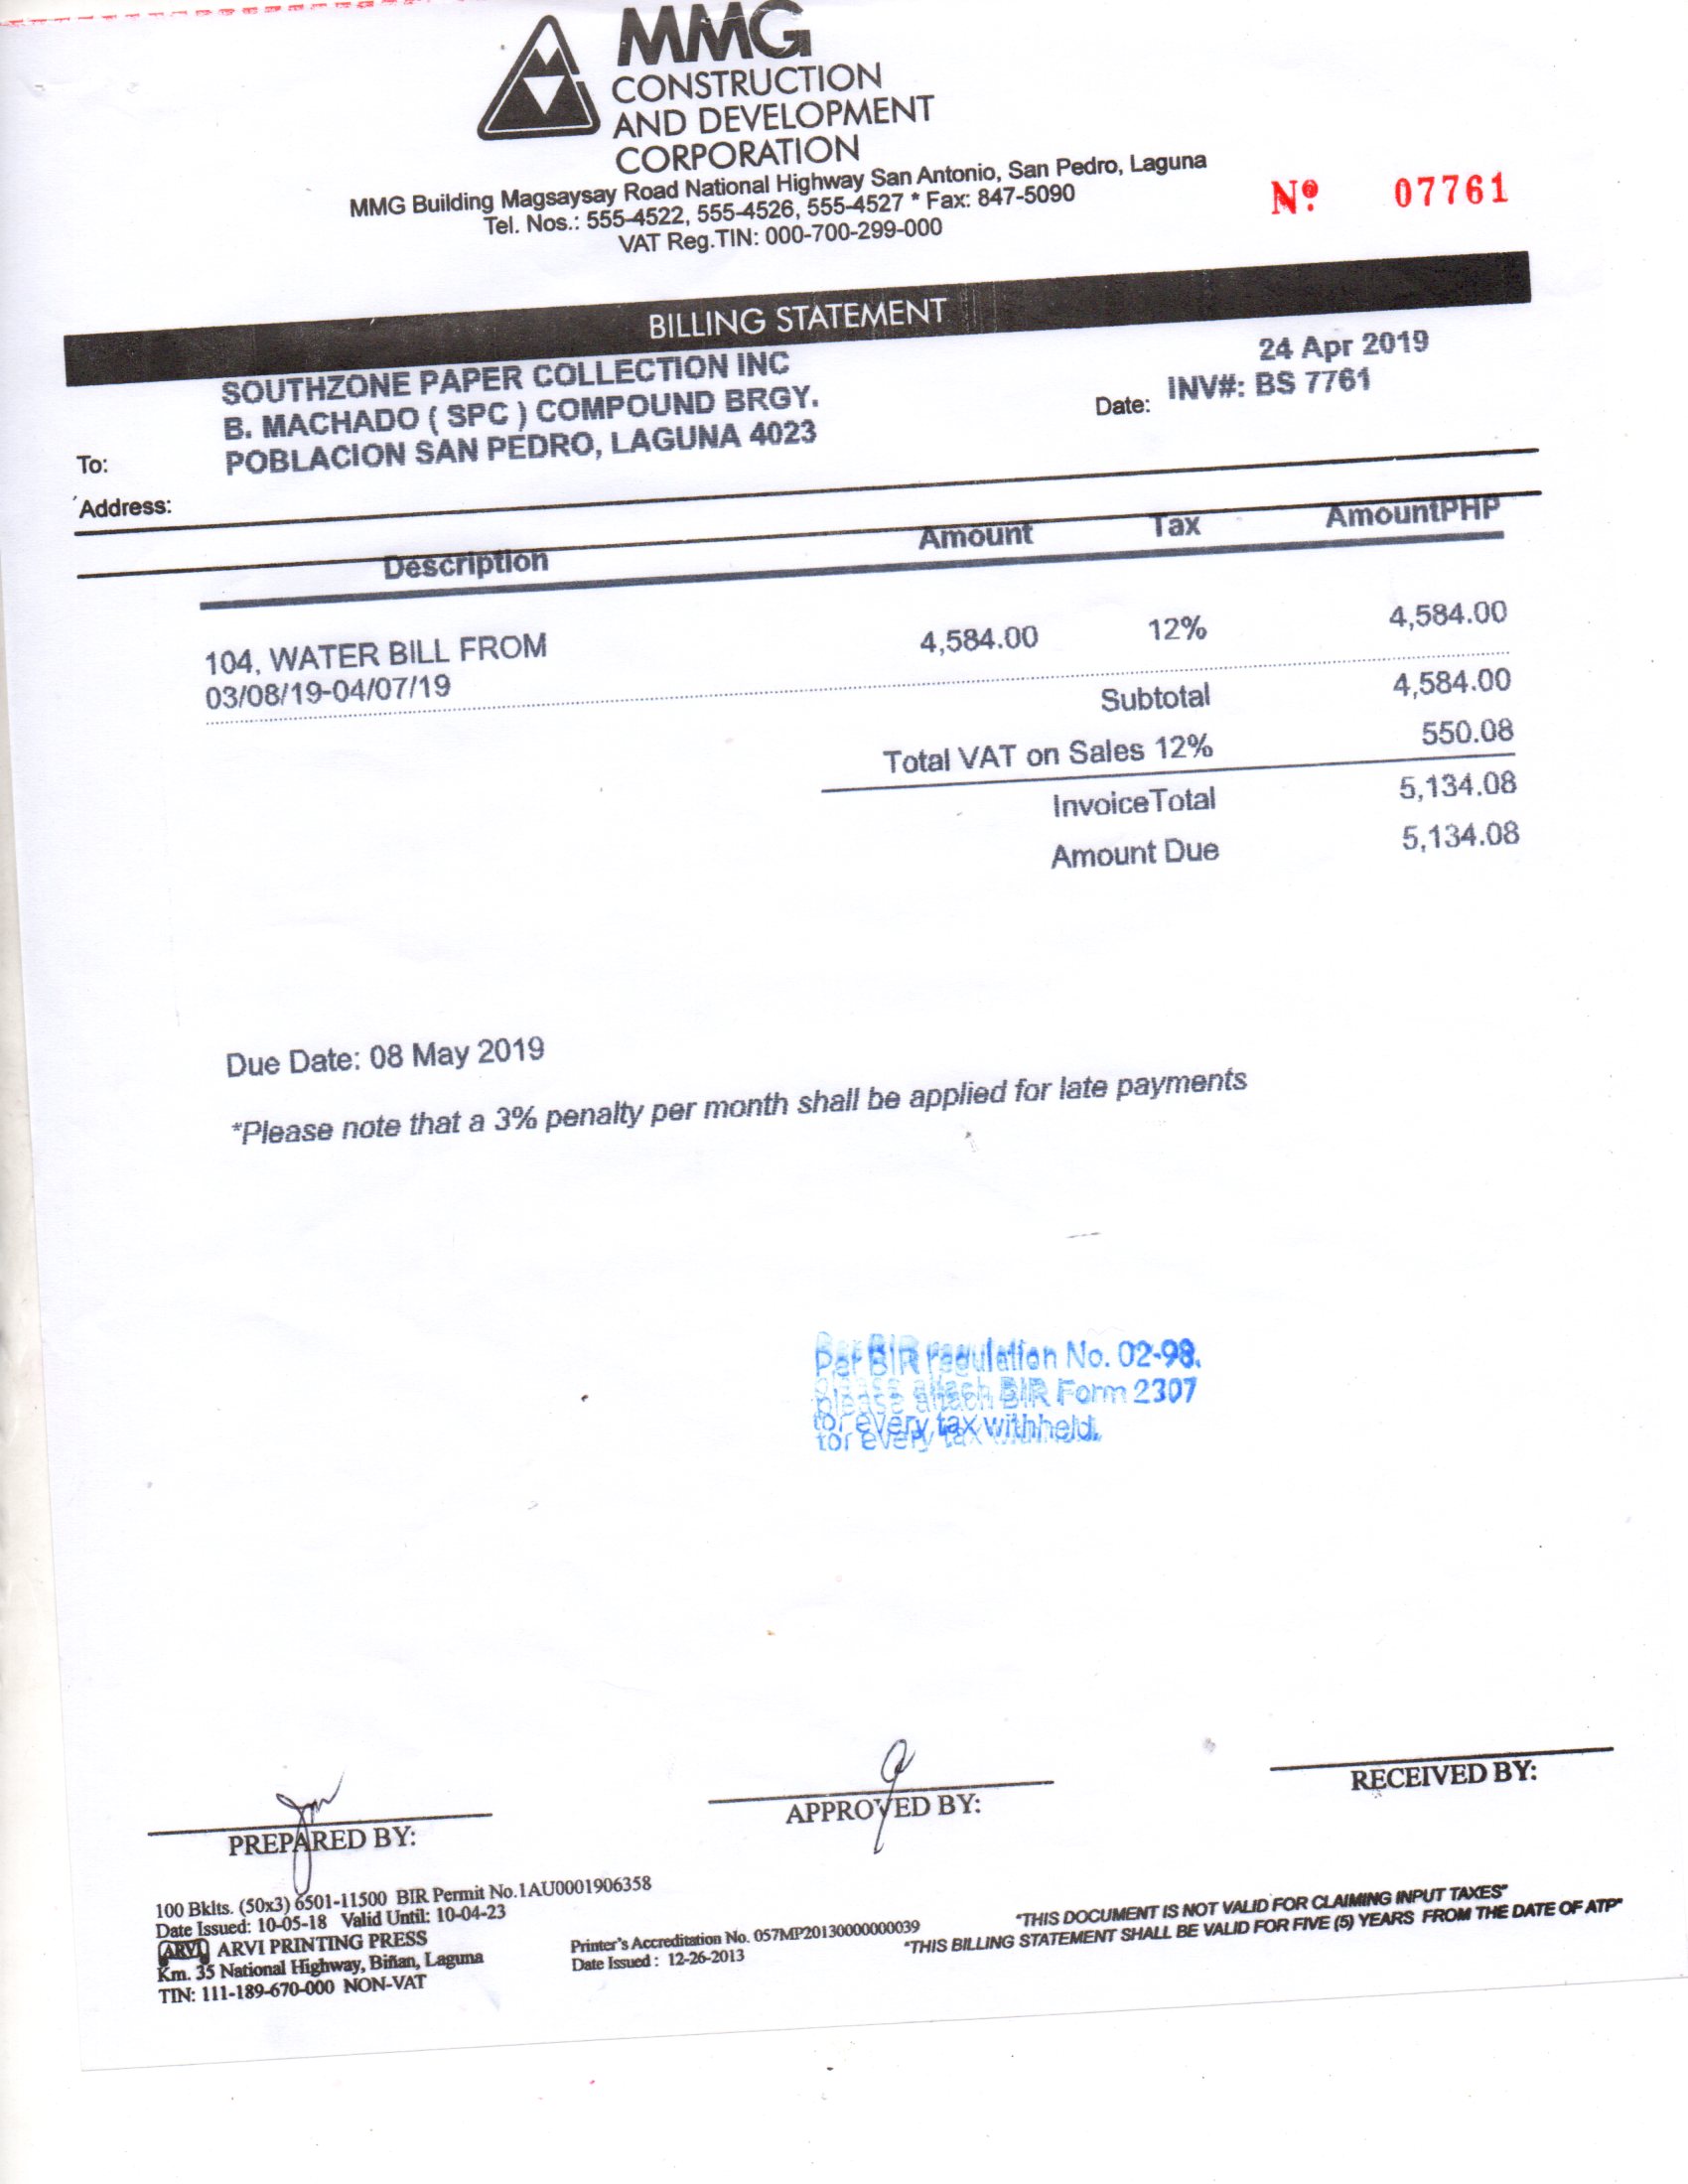 MMG
CONSTRUCTION
AND DEVELOPMENT
CORPORATION
MMG Building Magsaysay Road National Highway San Antonio, San Pedro, Laguna
Tel. Nos.: 555-4522, 555-4526, 555-4527 * Fax: 847-5090
VAT Reg.TIN: 000-700-299-000
Nº. 07761
BILLING STATEMENT
SOUTHZONE PAPER COLLECTION INC
B. MACHADO ( SPC ) COMPOUND BRGY.
POBLACION SAN PEDRO, LAGUNA 4023
To:
Address:
24 Apr 2019
Date: INV#: BS 7761
Description Amount Tax AmountPHP
104, WATER BILL FROM 4,584.00 12% 4,584.00
03/08/19-04/07/19
Subtotal 4,584.00
Total VAT on Sales 12% 550.08
InvoiceTotal 5,134.08
Amount Due 5,134.08
Due Date: 08 May 2019
*Please note that a 3% penalty per month shall be applied for late payments
Per BIR regulation No. 02-98,
please attach BIR Form 2307
for every tax withheld.
PREPARED BY:
APPROVED BY:
RECEIVED BY:
100 Bklts. (50x3) 6501-11500 BIR Permit No.1AU0001906358
Date Issued: 10-05-18 Valid Until: 10-04-23
ARVI ARVI PRINTING PRESS
Km. 35 National Highway, Biñan, Laguna
TIN: 111-189-670-000 NON-VAT
Printer's Accreditation No. 057MP20130000000039
Date Issued : 12-26-2013
"THIS DOCUMENT IS NOT VALID FOR CLAIMING INPUT TAXES"
"THIS BILLING STATEMENT SHALL BE VALID FOR FIVE (5) YEARS FROM THE DATE OF ATP"